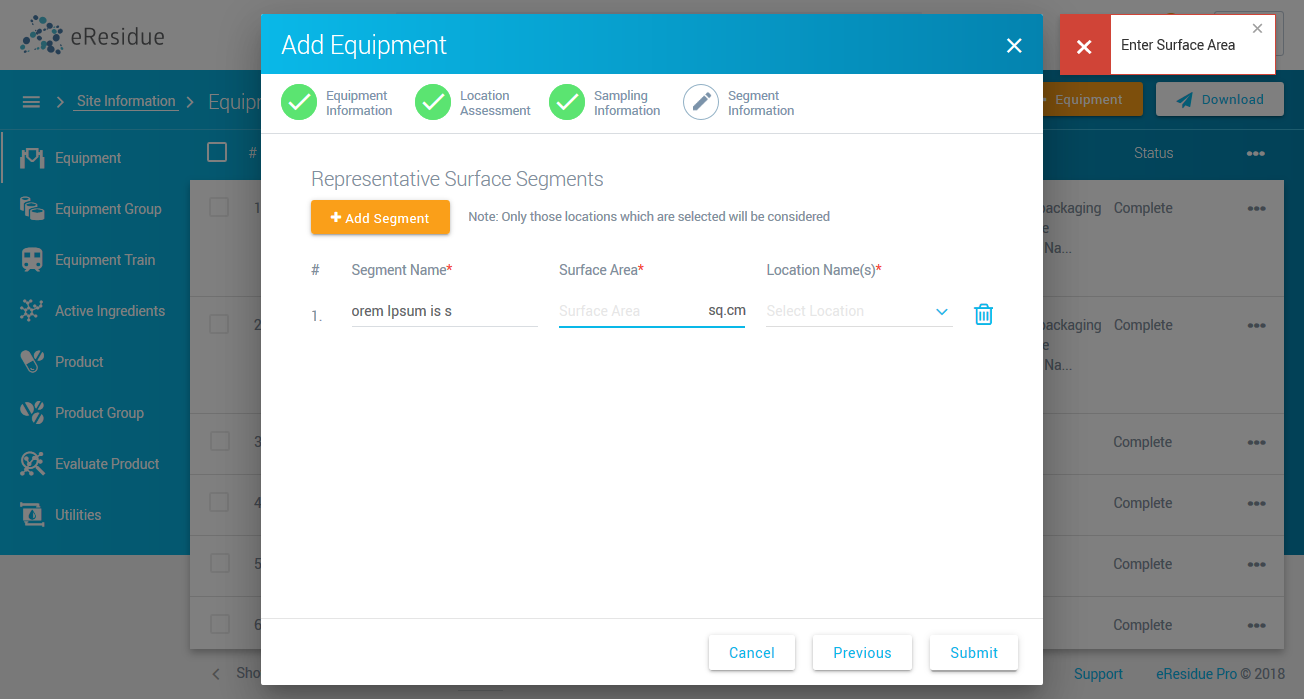 eResidue
Add Equipment
Enter Surface Area
Site Information
Equip
Equipment
Download
Equipment
Information
Location
Assessment
Sampling
Information
Segment
Information
Equipment
Equipment Group
Equipment Train
Active Ingredients
Product
Product Group
Evaluate Product
Utilities
# Status
Representative Surface Segments
Add Segment
Note: Only those locations which are selected will be considered
# Segment Name* Surface Area* Location Name(s)*
1. orem Ipsum is s Surface Area sq.cm Select Location
1 packaging Complete
e
Na...
2 packaging Complete
e
Na...
3 Complete
4 Complete
5 Complete
6 Complete
Cancel
Previous
Submit
Sho
Support
eResidue Pro © 2018